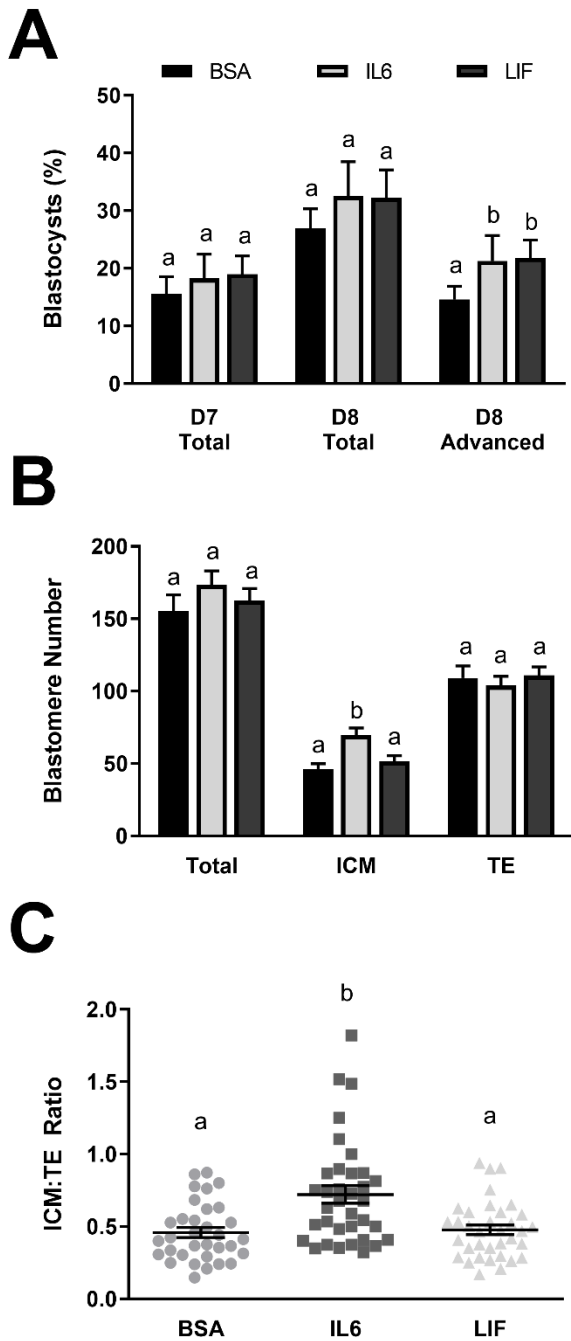 A
BSA IL6 LIF
Blastocysts (%)
50
40
30
20
10
0
a a a
a a a
a b b
D7
Total
D8
Total
D8
Advanced
B
Blastomere Number
200
150
100
50
0
a a a
a b a
a a a
Total ICM TE
C
ICM:TE Ratio
2.0
1.5
1.0
0.5
0.0
a b a
BSA IL6 LIF